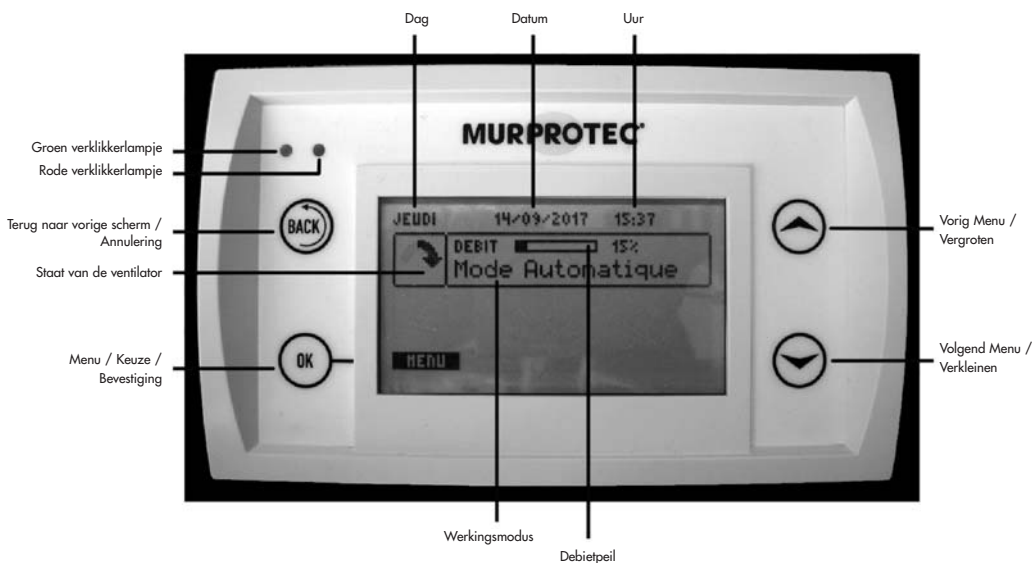 Dag
Datum
Uur
MURPROTEC®
Groen verklikkerlampje
Rode verklikkerlampje
Terug naar vorige scherm /
Annulering
BACK
JEUDI 14/09/2017 15:37
DEBIT 15%
Mode Automatique
Staat van de ventilator
Vorig Menu /
Vergroten
Menu / Keuze /
Bevestiging
OK
MENU
Volgend Menu /
Verkleinen
Werkingsmodus
Debietpeil